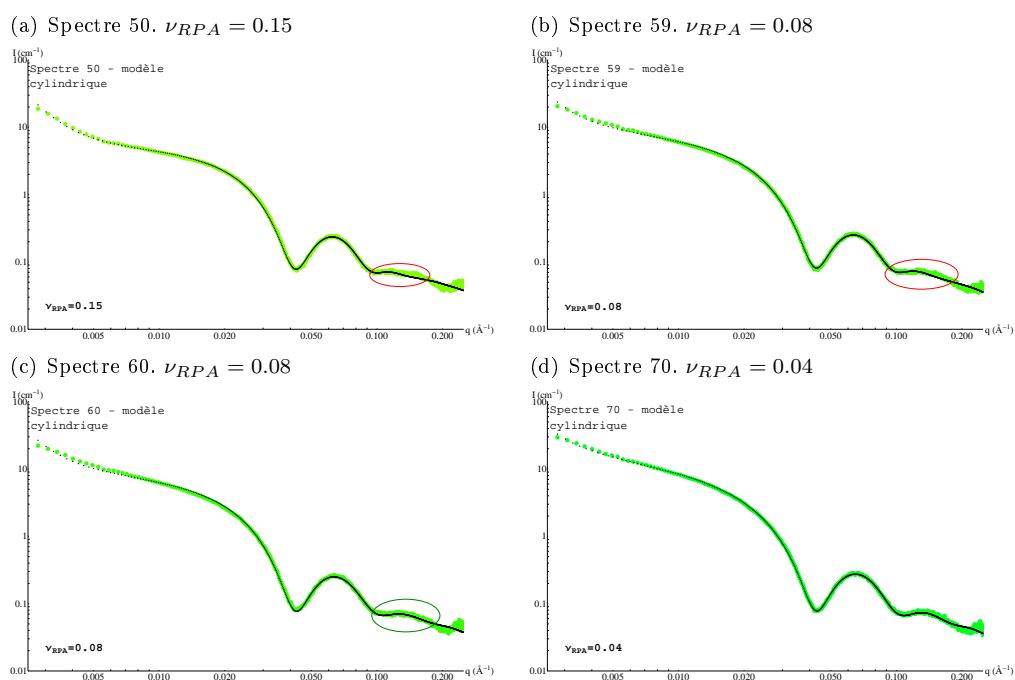 (a) Spectre 50. ν_RPA = 0.15
I (cm⁻¹)
100
Spectre 50 - modèle
cylindrique
10
1
0.1
ν_RPA=0.15
0.01
0.005 0.010 0.020 0.050 0.100 0.200 q (Å⁻¹)
(b) Spectre 59. ν_RPA = 0.08
I (cm⁻¹)
100
Spectre 59 - modèle
cylindrique
10
1
0.1
ν_RPA=0.08
0.01
0.005 0.010 0.020 0.050 0.100 0.200 q (Å⁻¹)
(c) Spectre 60. ν_RPA = 0.08
I (cm⁻¹)
100
Spectre 60 - modèle
cylindrique
10
1
0.1
ν_RPA=0.08
0.01
0.005 0.010 0.020 0.050 0.100 0.200 q (Å⁻¹)
(d) Spectre 70. ν_RPA = 0.04
I (cm⁻¹)
100
Spectre 70 - modèle
cylindrique
10
1
0.1
ν_RPA=0.04
0.01
0.005 0.010 0.020 0.050 0.100 0.200 q (Å⁻¹)